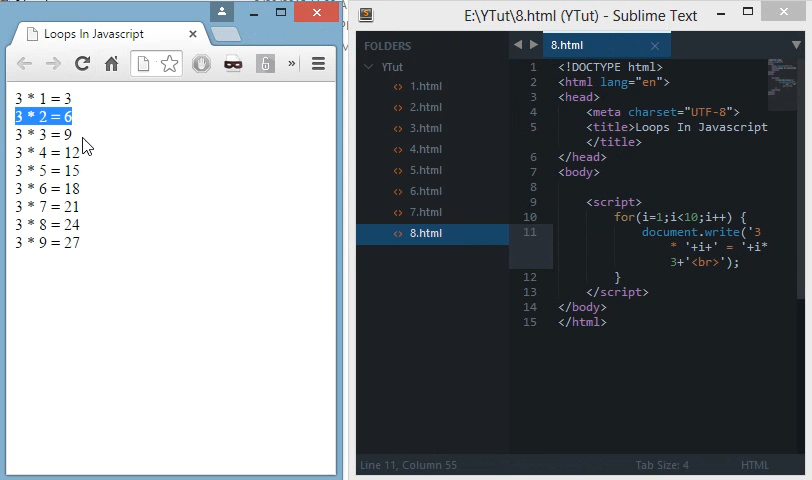 Loops In Javascript
3 * 1 = 3
3 * 2 = 6
3 * 3 = 9
3 * 4 = 12
3 * 5 = 15
3 * 6 = 18
3 * 7 = 21
3 * 8 = 24
3 * 9 = 27
E:\YTut\8.html (YTut) - Sublime Text
FOLDERS
YTut
1.html
2.html
3.html
4.html
5.html
6.html
7.html
8.html
8.html
1 <!DOCTYPE html>
2 <html lang="en">
3 <head>
4 <meta charset="UTF-8">
5 <title>Loops In Javascript
</title>
6 </head>
7 <body>
8
9 <script>
10 for(i=1;i<10;i++) {
11 document.write('3
* '+i+' = '+i*
3+'<br>');
12 }
13 </script>
14 </body>
15 </html>
Line 11, Column 55
Tab Size: 4
HTML